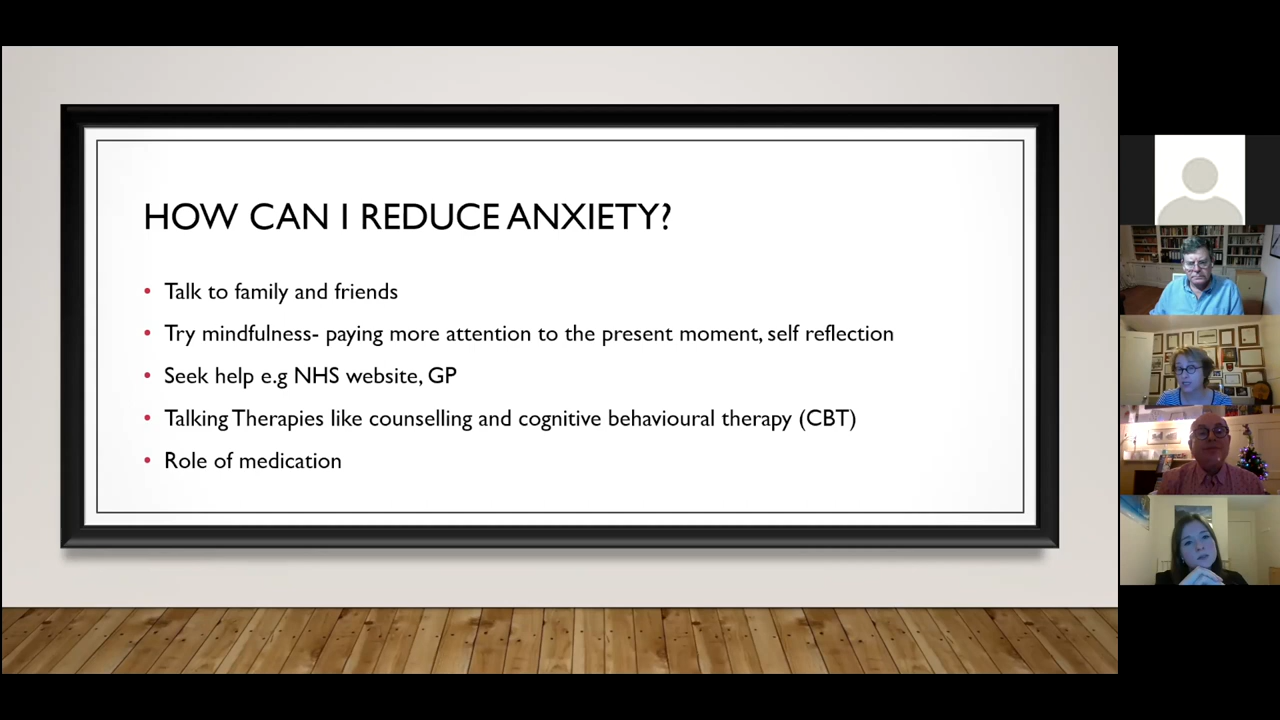 HOW CAN I REDUCE ANXIETY?
• Talk to family and friends
• Try mindfulness- paying more attention to the present moment, self reflection
• Seek help e.g NHS website, GP
• Talking Therapies like counselling and cognitive behavioural therapy (CBT)
• Role of medication